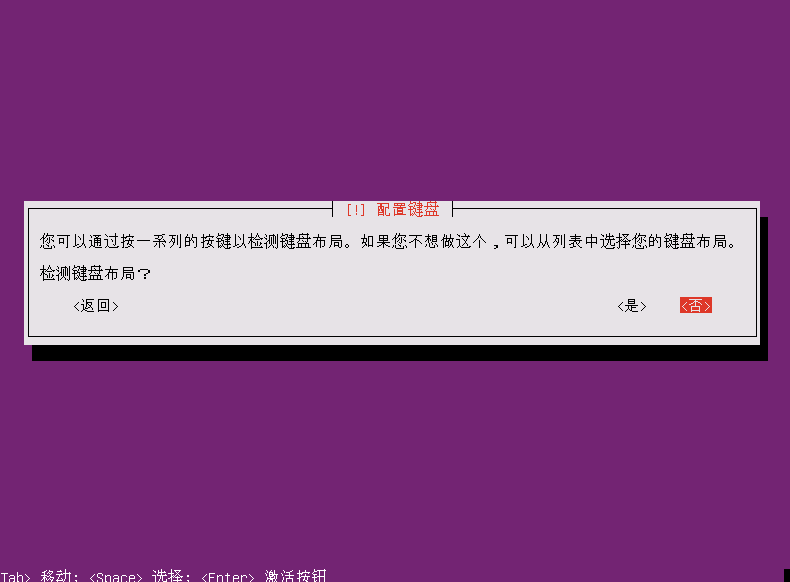 [!] 配置键盘
您可以通过按一系列的按键以检测键盘布局。如果您不想做这个，可以从列表中选择您的键盘布局。
检测键盘布局？
<返回> <是> <否>
Tab> 移动; <Space> 选择; <Enter> 激活按钮